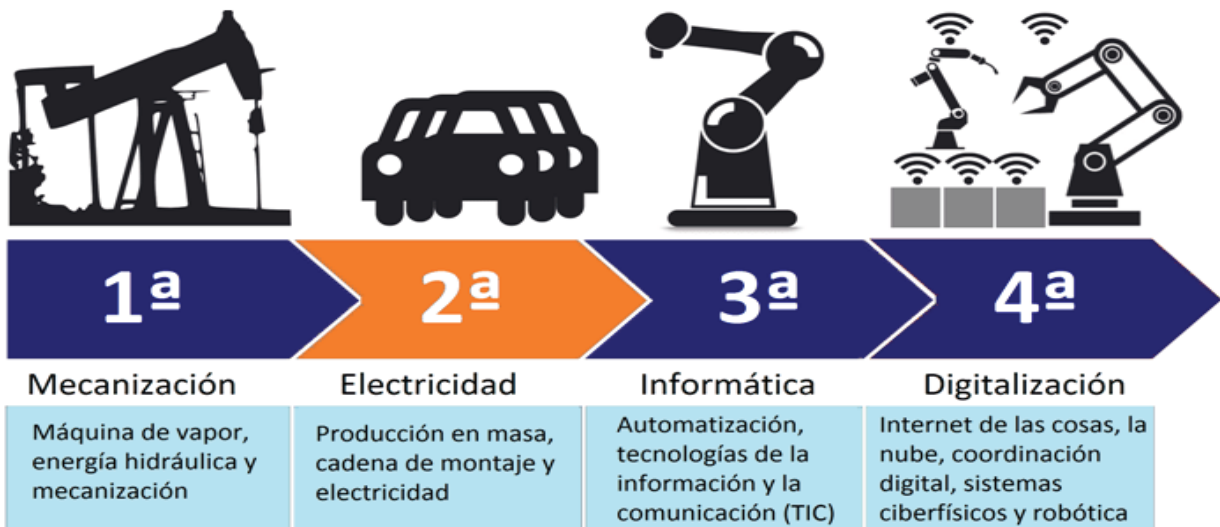 1ª
2ª
3ª
4ª
Mecanización
Electricidad
Informática
Digitalización
Máquina de vapor,
energía hidráulica y
mecanización
Producción en masa,
cadena de montaje y
electricidad
Automatización,
tecnologías de la
información y la
comunicación (TIC)
Internet de las cosas, la
nube, coordinación
digital, sistemas
ciberfísicos y robótica